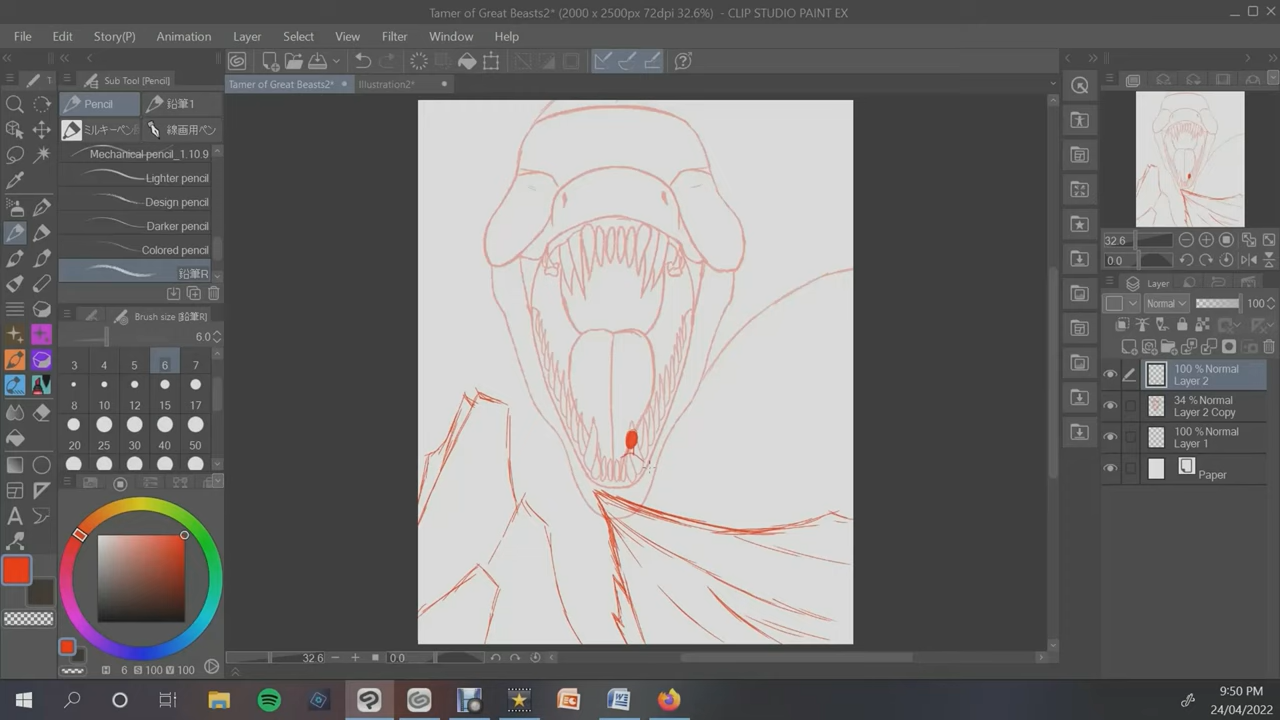 Tamer of Great Beasts2* (2000 x 2500px 72dpi 32.6%) - CLIP STUDIO PAINT EX
File Edit Story(P) Animation Layer Select View Filter Window Help
Sub Tool [Pencil]
Tamer of Great Beasts2* Illustration2*
Pencil 鉛筆1
ミルキーペン 線画用ペン
Mechanical pencil_1.10.9
Lighter pencil
Design pencil
Darker pencil
Colored pencil
鉛筆R
Brush size [鉛筆R]
6.0
3 4 5 6 7
8 10 12 15 17
20 25 30 40 50
H 6 S 100 V 100
32.6 0.0
32.6
0.0
Layer
Normal 100
100 % Normal
Layer 2
34 % Normal
Layer 2 Copy
100 % Normal
Layer 1
Paper
9:50 PM
24/04/2022